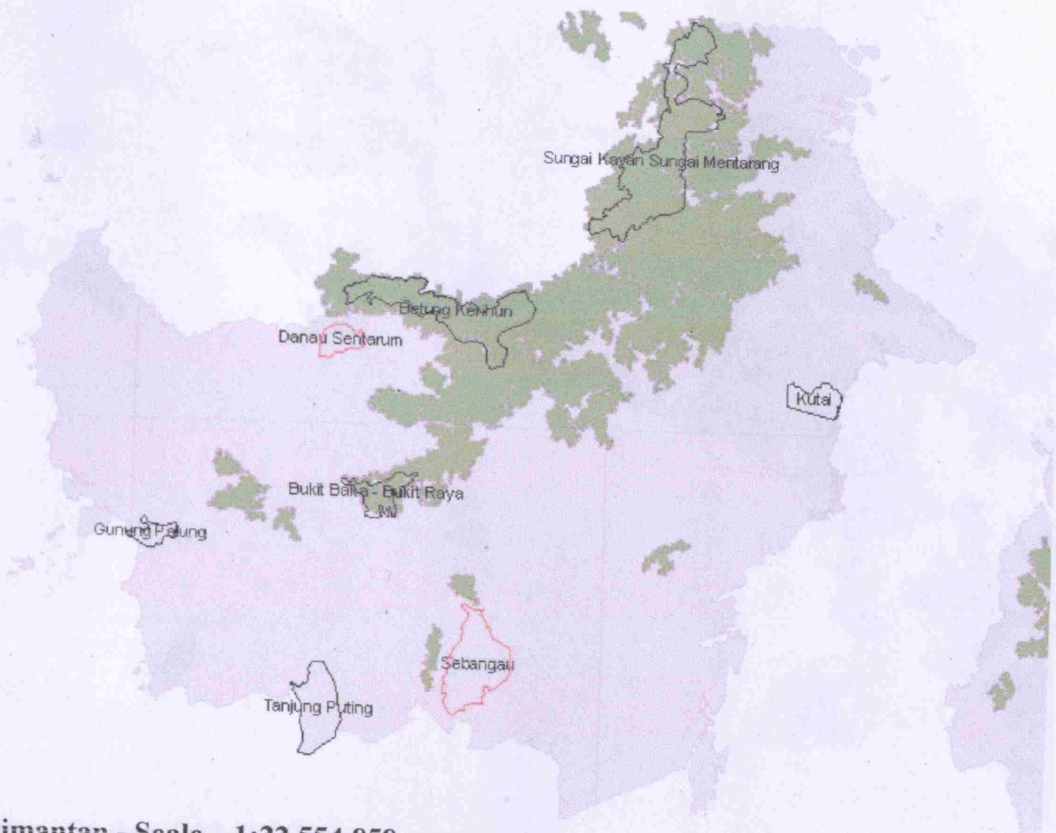 Sungai Kayan Sungai Mentarang
Betung Kerihun
Danau Sentarum
Kutai
Bukit Baka - Bukit Raya
Gunung Palung
Sebangau
Tanjung Puting
limantan - Scale 1:22,554,959